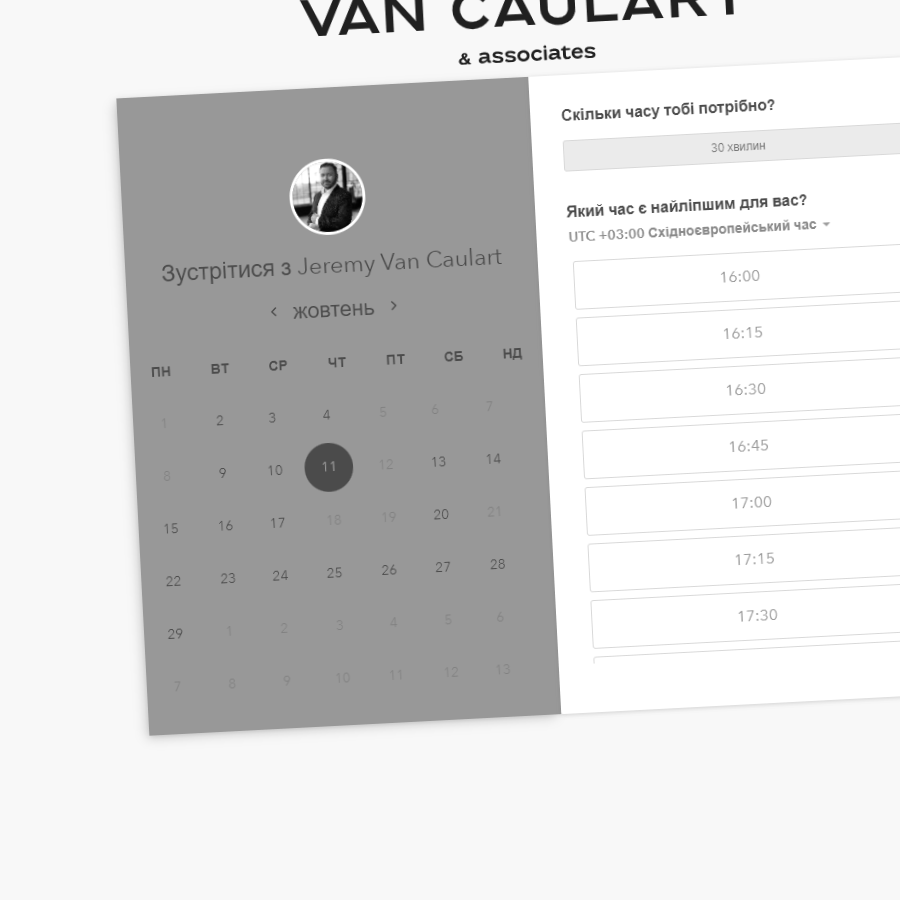 VAN CAULART
& associates
Зустрітися з Jeremy Van Caulart
‹ жовтень ›
ПН ВТ СР ЧТ ПТ СБ НД
1 2 3 4 5 6 7
8 9 10 11 12 13 14
15 16 17 18 19 20 21
22 23 24 25 26 27 28
29 1 2 3 4 5 6
7 8 9 10 11 12 13
Скільки часу тобі потрібно?
30 хвилин
Який час є найліпшим для вас?
UTC +03:00 Східноєвропейський час
16:00
16:15
16:30
16:45
17:00
17:15
17:30